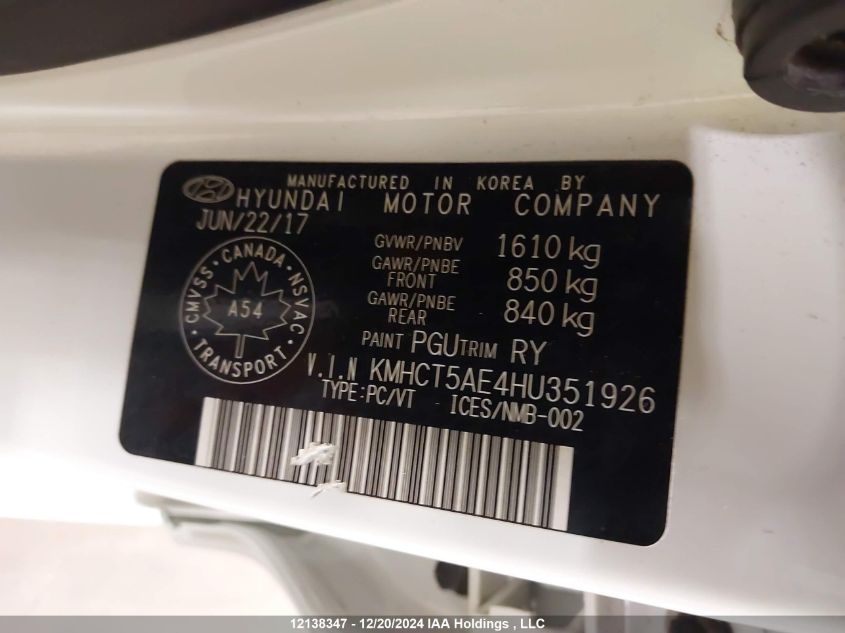 MANUFACTURED IN KOREA BY
HYUNDAI MOTOR COMPANY
JUN/22/17
GVWR/PNBV 1610 kg
GAWR/PNBE FRONT 850 kg
GAWR/PNBE REAR 840 kg
CANADA
CMVSS NSVAC
A54
TRANSPORT
PAINT PGU TRIM RY
V.I.N KMHCT5AE4HU351926
TYPE:PC/VT ICES/NMB-002
12138347 - 12/20/2024 IAA Holdings , LLC